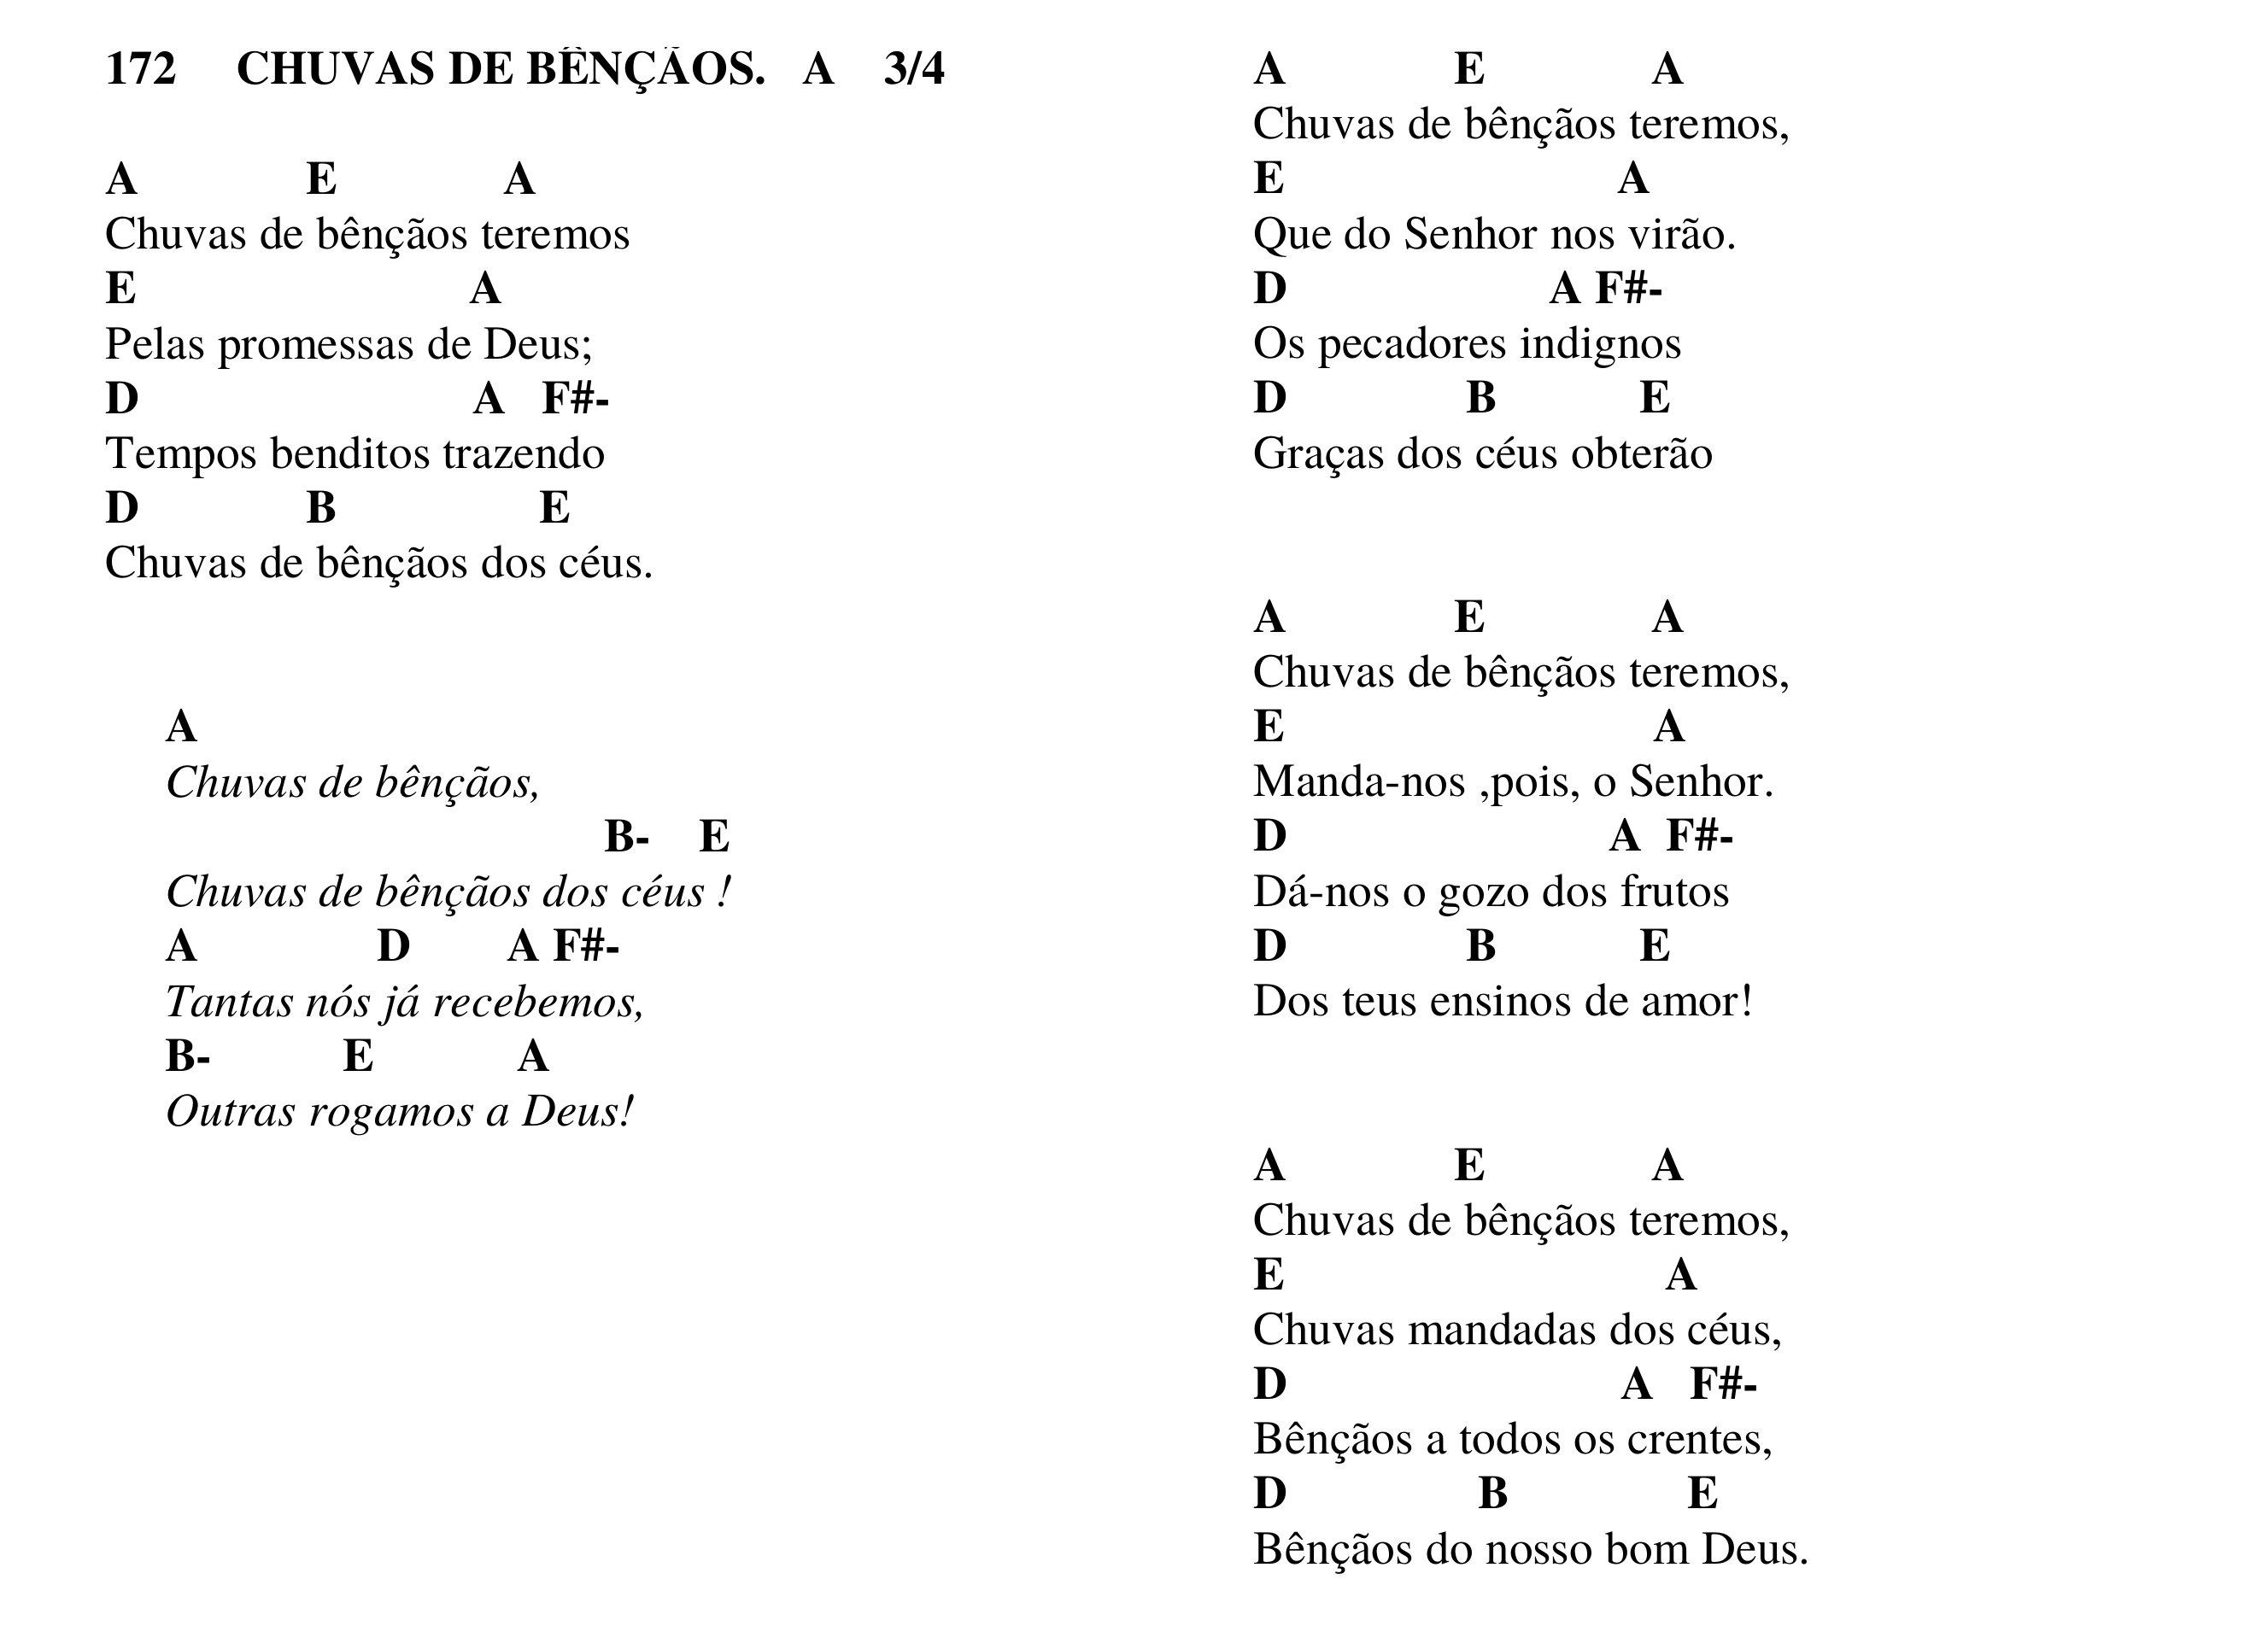 172 CHUVAS DE BÊNÇÃOS. A 3/4
A E A
Chuvas de bênçãos teremos
E A
Pelas promessas de Deus;
D A F#-
Tempos benditos trazendo
D B E
Chuvas de bênçãos dos céus.
A
Chuvas de bênçãos,
B- E
Chuvas de bênçãos dos céus !
A D A F#-
Tantas nós já recebemos,
B- E A
Outras rogamos a Deus!
A E A
Chuvas de bênçãos teremos,
E A
Que do Senhor nos virão.
D A F#-
Os pecadores indignos
D B E
Graças dos céus obterão
A E A
Chuvas de bênçãos teremos,
E A
Manda-nos ,pois, o Senhor.
D A F#-
Dá-nos o gozo dos frutos
D B E
Dos teus ensinos de amor!
A E A
Chuvas de bênçãos teremos,
E A
Chuvas mandadas dos céus,
D A F#-
Bênçãos a todos os crentes,
D B E
Bênçãos do nosso bom Deus.